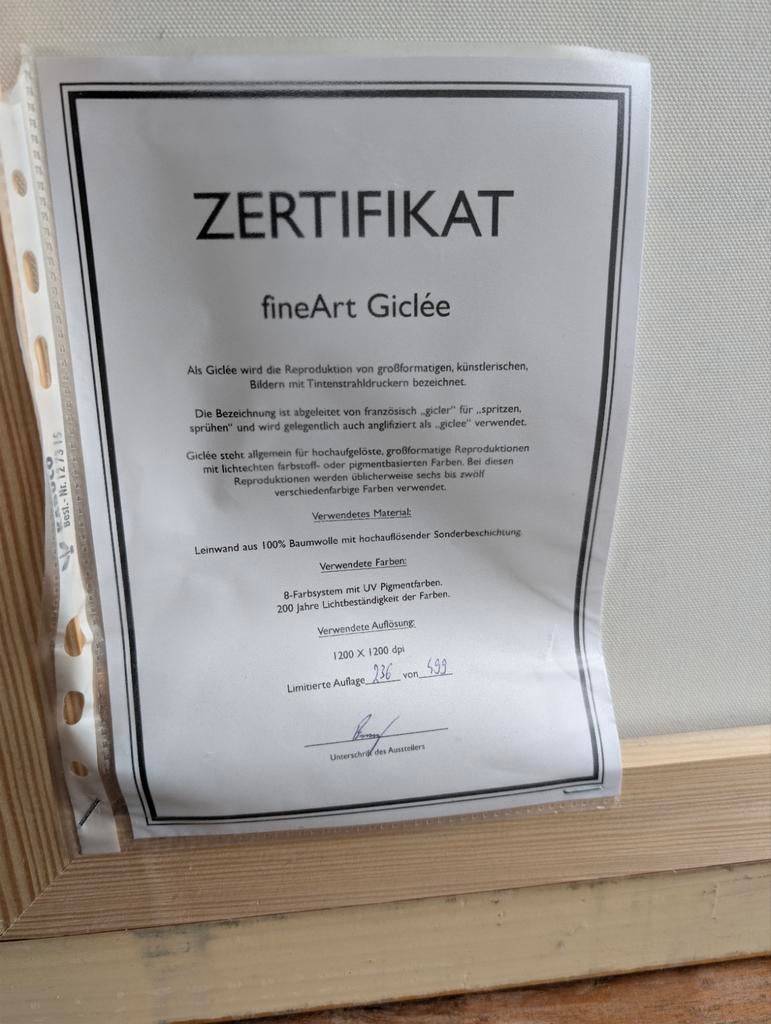 ZERTIFIKAT
fineArt Giclée
Als Giclée wird die Reproduktion von großformatigen, künstlerischen,
Bildern mit Tintenstrahldruckern bezeichnet.
Die Bezeichnung ist abgeleitet von französisch „gicler" für „spritzen,
sprühen" und wird gelegentlich auch anglifiziert als „giclee" verwendet.
Giclée steht allgemein für hochaufgelöste, großformatige Reproduktionen
mit lichtechten farbstoff- oder pigmentbasierten Farben. Bei diesen
Reproduktionen werden üblicherweise sechs bis zwölf
verschiedenfarbige Farben verwendet.
Verwendetes Material:
Leinwand aus 100% Baumwolle mit hochauflösender Sonderbeschichtung
Verwendete Farben:
8-Farbsystem mit UV Pigmentfarben.
200 Jahre Lichtbeständigkeit der Farben.
Verwendete Auflösung:
1200 X 1200 dpi
Limitierte Auflage 236 von 499
Unterschrift des Ausstellers
Best.-Nr. 127315